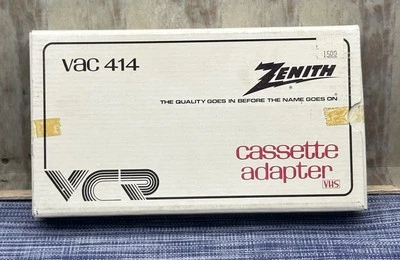 vac 414
1500
ZENITH®
THE QUALITY GOES IN BEFORE THE NAME GOES ON®
VCR
cassette
adapter
VHS